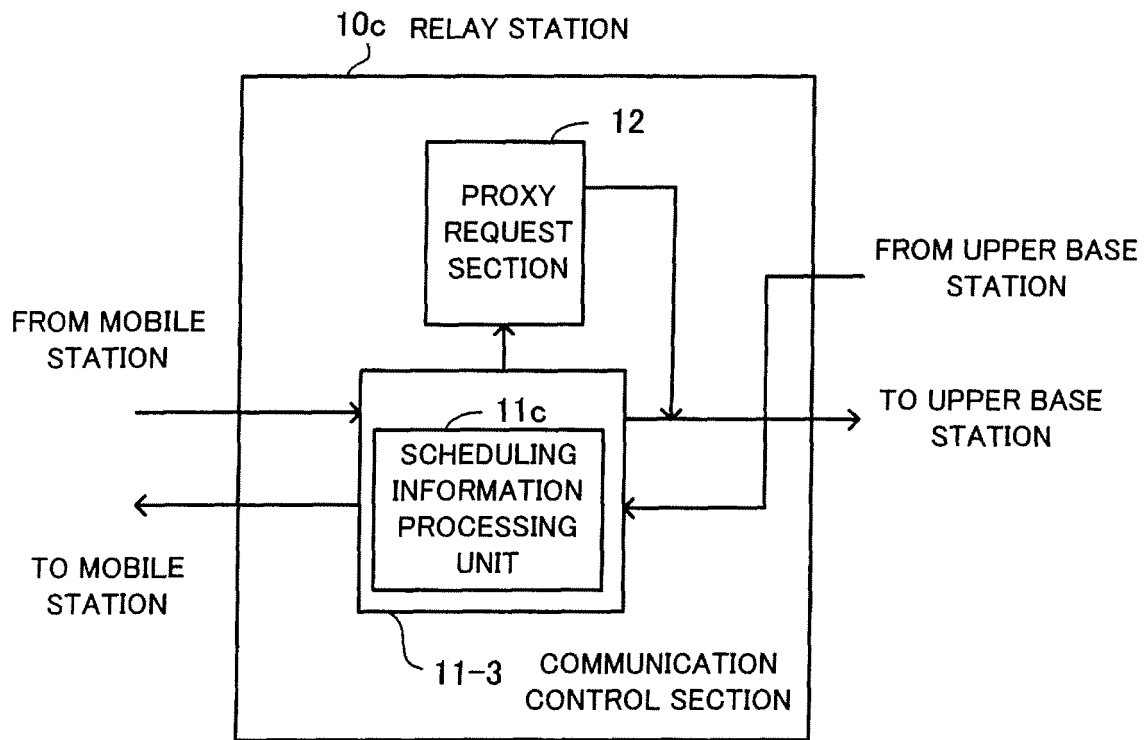 10c RELAY STATION
12
PROXY
REQUEST
SECTION
FROM UPPER BASE
STATION
FROM MOBILE
STATION
11c
TO UPPER BASE
STATION
SCHEDULING
INFORMATION
PROCESSING
UNIT
TO MOBILE
STATION
11-3
COMMUNICATION
CONTROL SECTION